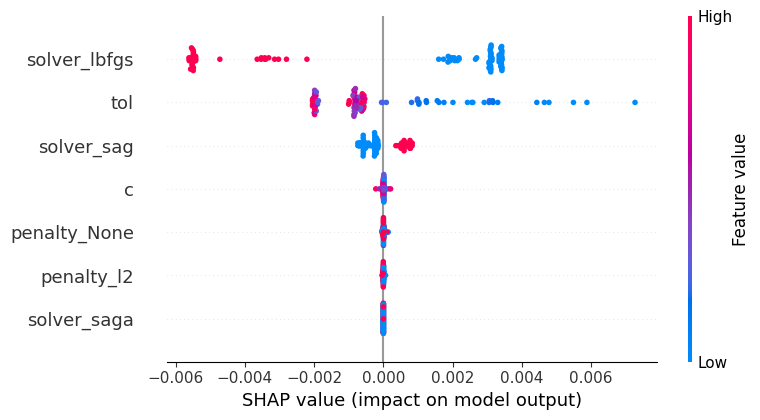 High
solver_lbfgs
tol
solver_sag
c
penalty_None
penalty_l2
solver_saga
Feature value
Low
−0.006 −0.004 −0.002 0.000 0.002 0.004 0.006
SHAP value (impact on model output)